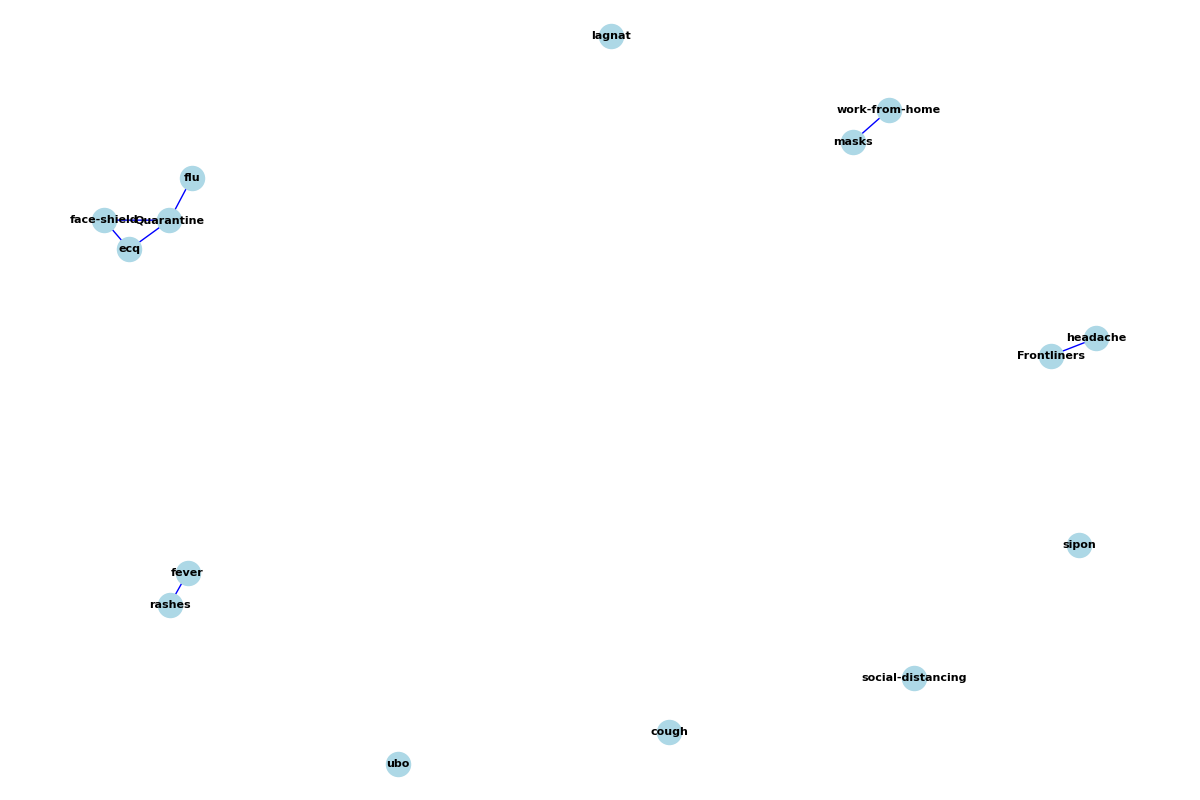 lagnat
work-from-home
masks
flu
face-shield
Quarantine
ecq
headache
Frontliners
sipon
fever
rashes
social-distancing
cough
ubo